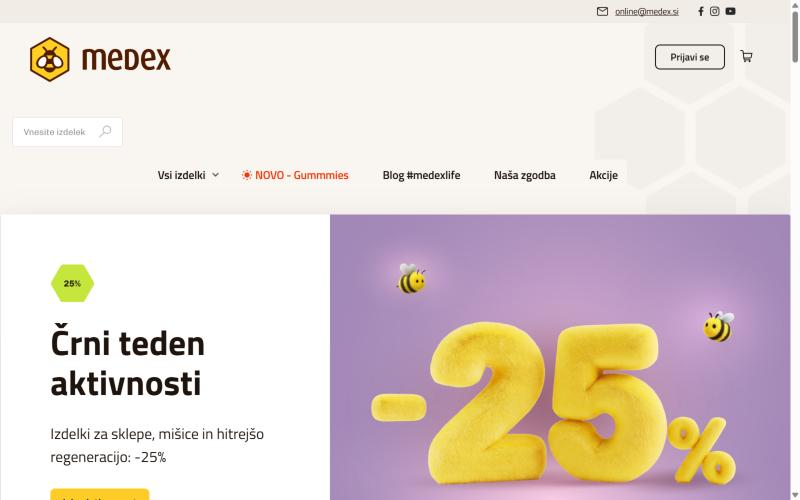 online@medex.si
meDex
Prijavi se
Vnesite izdelek
Vsi izdelki
NOVO - Gummmies
Blog #medexlife
Naša zgodba
Akcije
25%
Črni teden
aktivnosti
Izdelki za sklepe, mišice in hitrejšo
regeneracijo: -25%
-25%